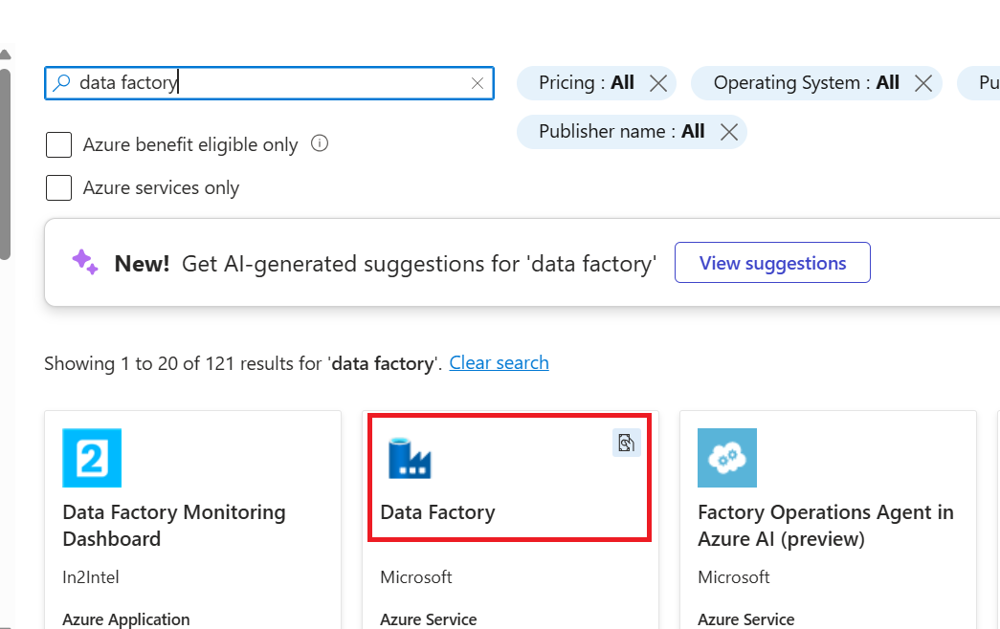 data factory
Pricing : All
Operating System : All
Pu
Publisher name : All
Azure benefit eligible only
Azure services only
New! Get AI-generated suggestions for 'data factory'
View suggestions
Showing 1 to 20 of 121 results for 'data factory'. Clear search
2
Data Factory Monitoring
Dashboard
In2Intel
Azure Application
Data Factory
Microsoft
Azure Service
Factory Operations Agent in
Azure AI (preview)
Microsoft
Azure Service